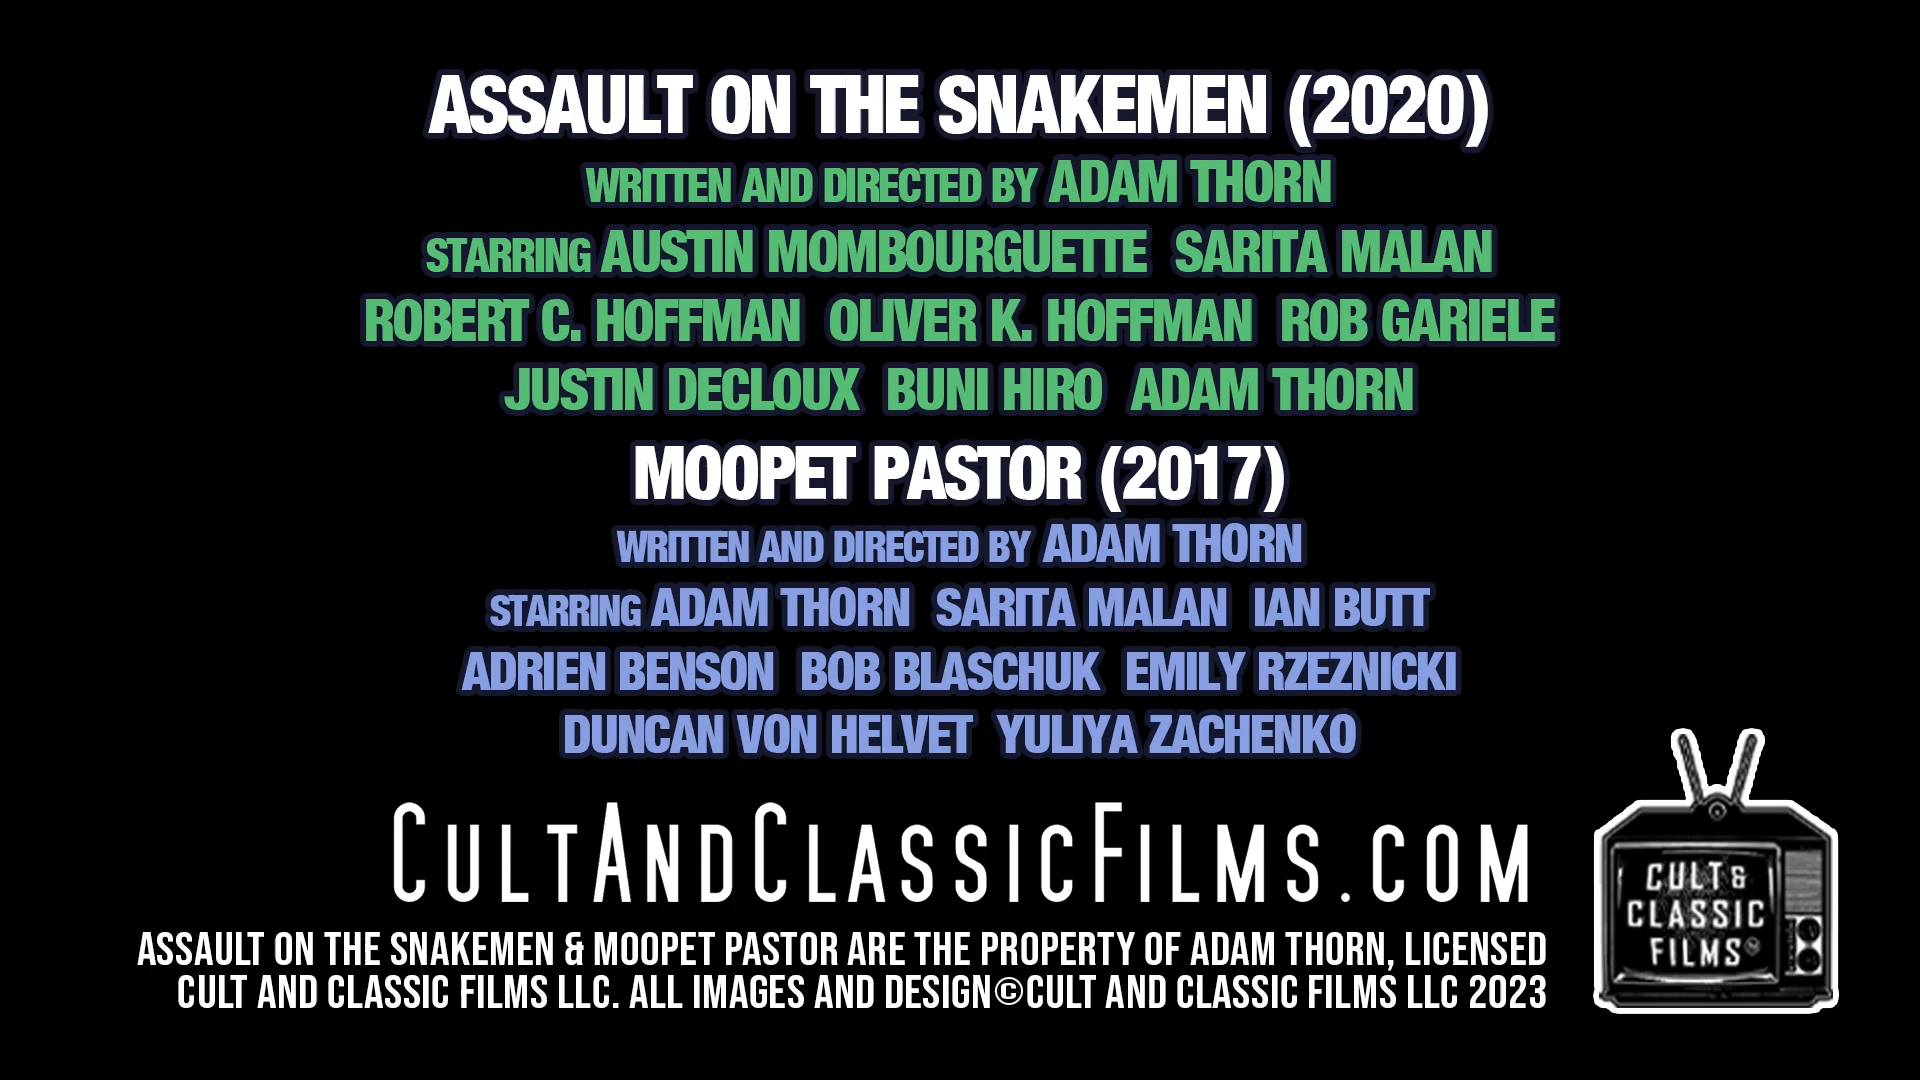 ASSAULT ON THE SNAKEMEN (2020)
WRITTEN AND DIRECTED BY ADAM THORN
STARRING AUSTIN MOMBOURGUETTE SARITA MALAN
ROBERT C. HOFFMAN OLIVER K. HOFFMAN ROB GARIELE
JUSTIN DECLOUX BUNI HIRO ADAM THORN
MOOPET PASTOR (2017)
WRITTEN AND DIRECTED BY ADAM THORN
STARRING ADAM THORN SARITA MALAN IAN BUTT
ADRIEN BENSON BOB BLASCHUK EMILY RZEZNICKI
DUNCAN VON HELVET YULIYA ZACHENKO
CULTANDCLASSICFILMS.COM
ASSAULT ON THE SNAKEMEN & MOOPET PASTOR ARE THE PROPERTY OF ADAM THORN, LICENSED
CULT AND CLASSIC FILMS LLC. ALL IMAGES AND DESIGN©CULT AND CLASSIC FILMS LLC 2023
CULT &
CLASSIC
FILMS